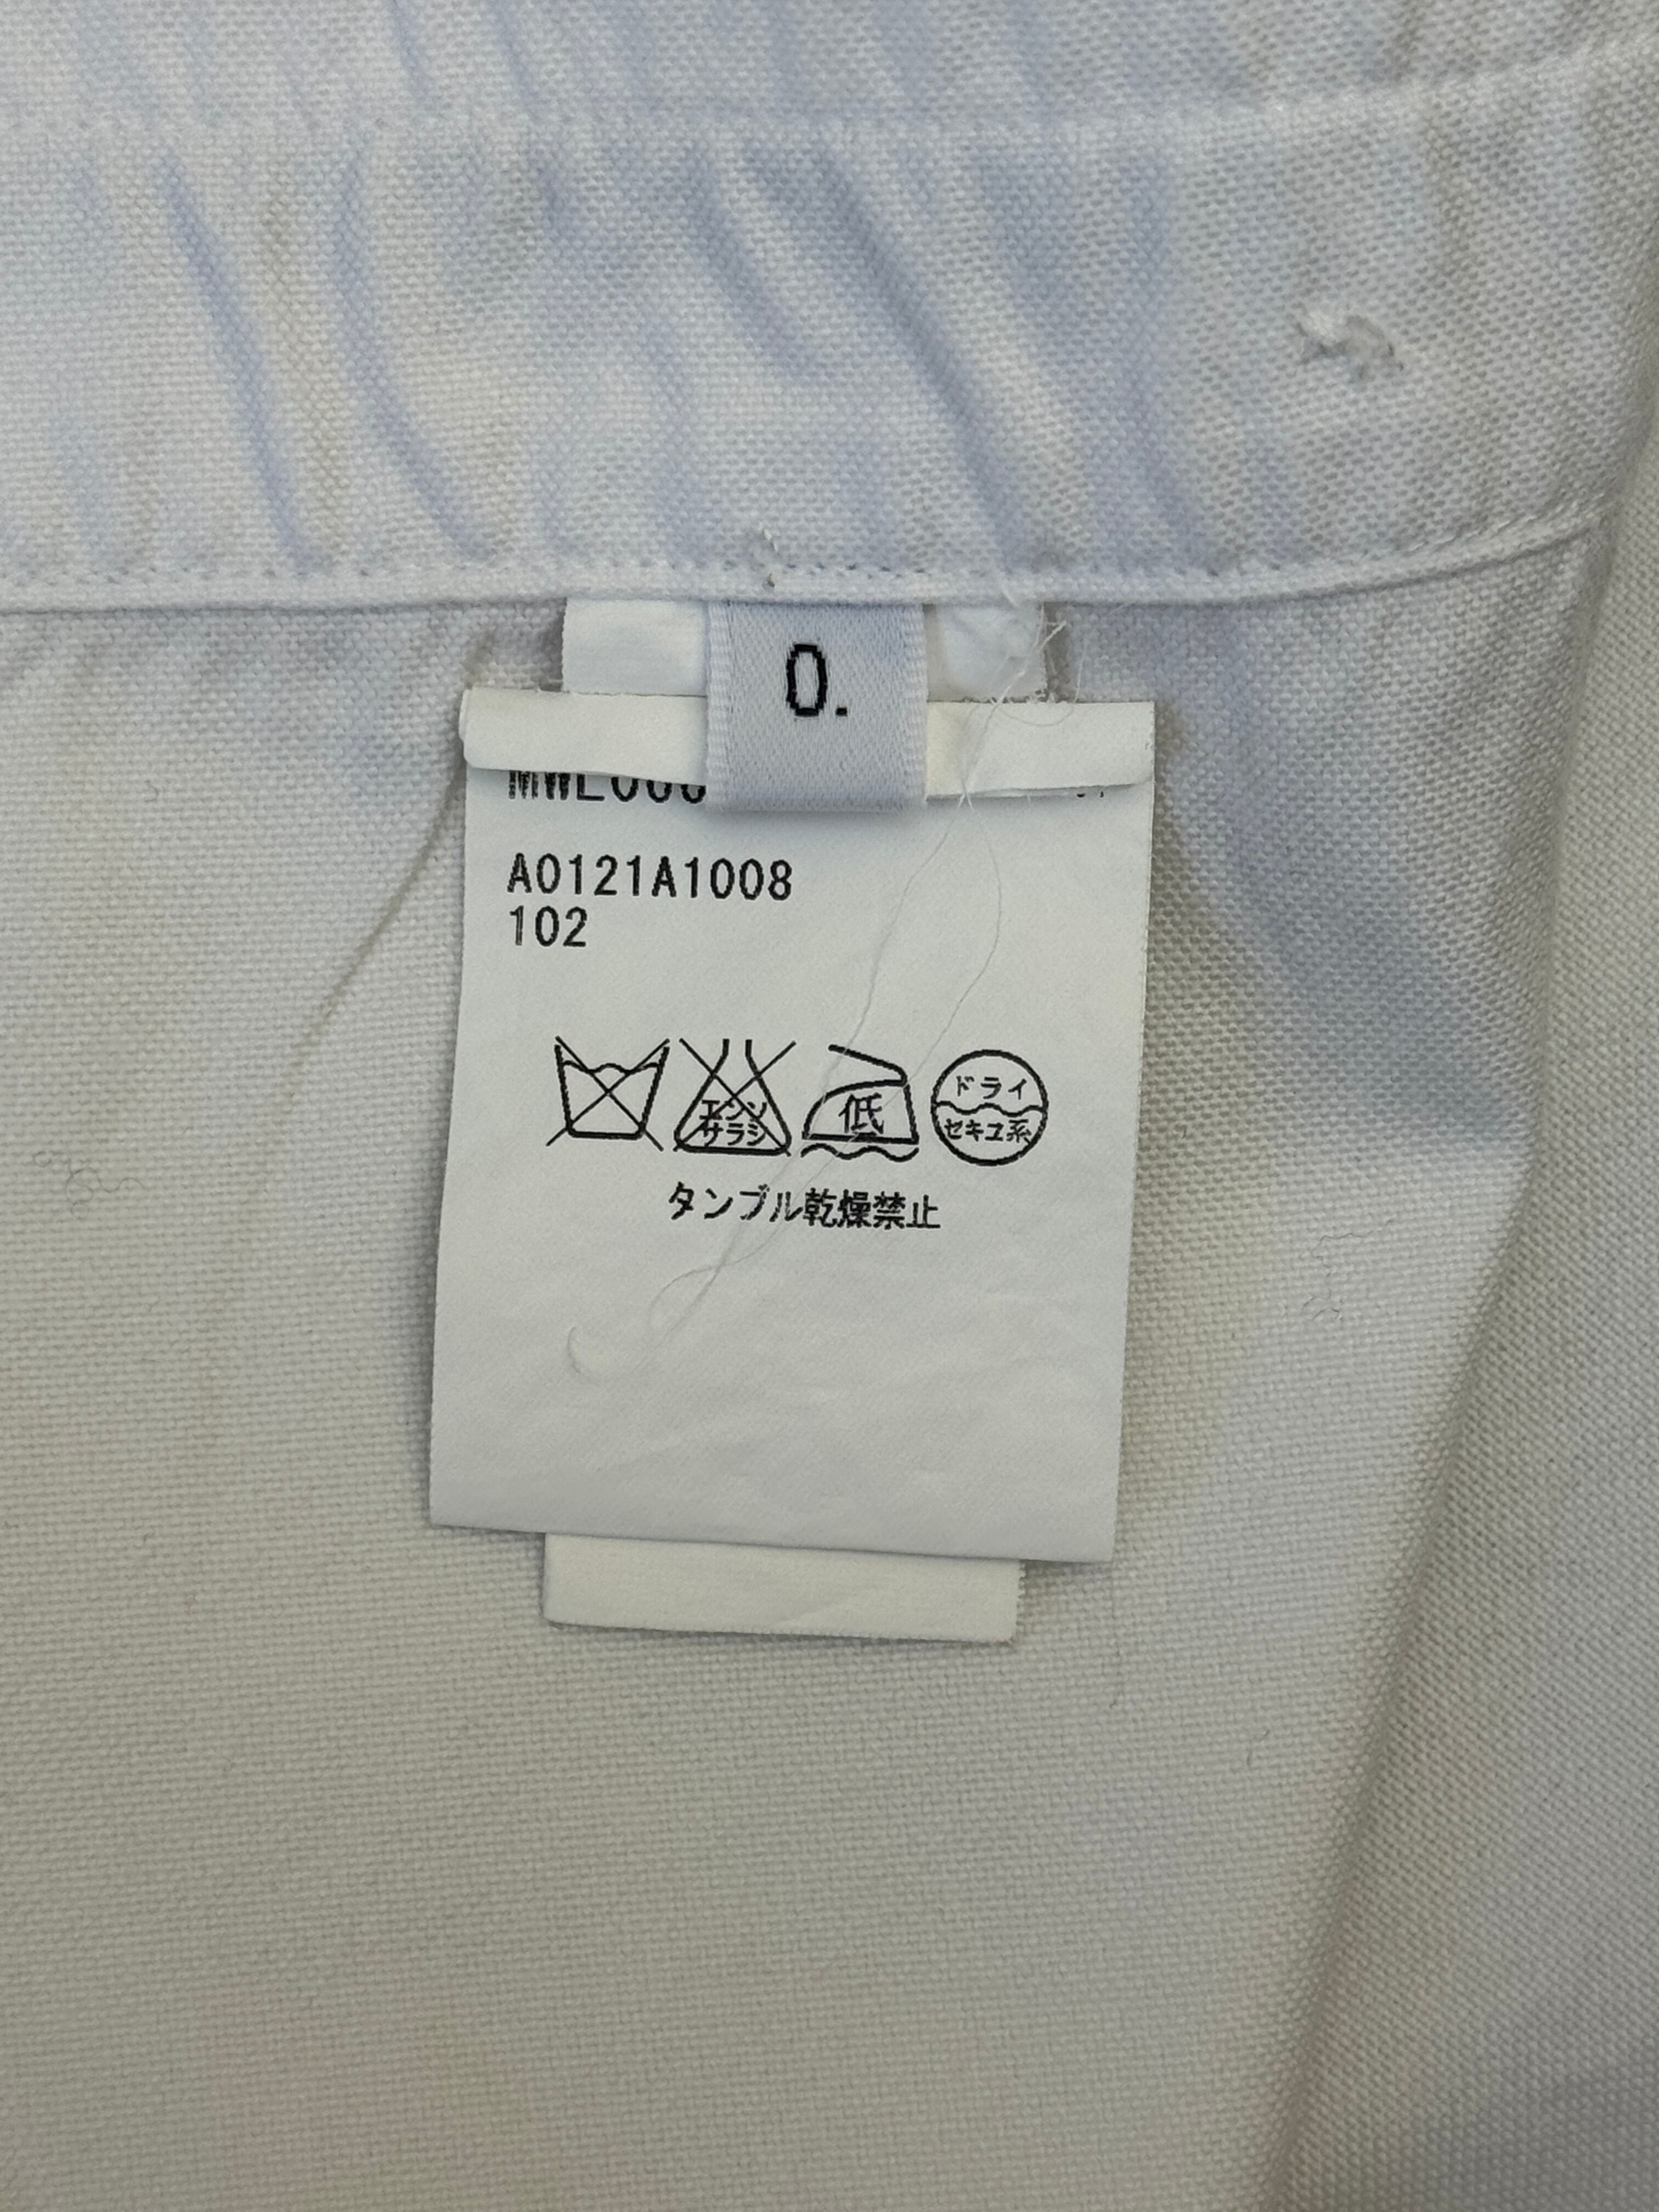 0.
A0121A1008
102
エンソ
サラシ
低
ドライ
セキユ系
タンブル乾燥禁止